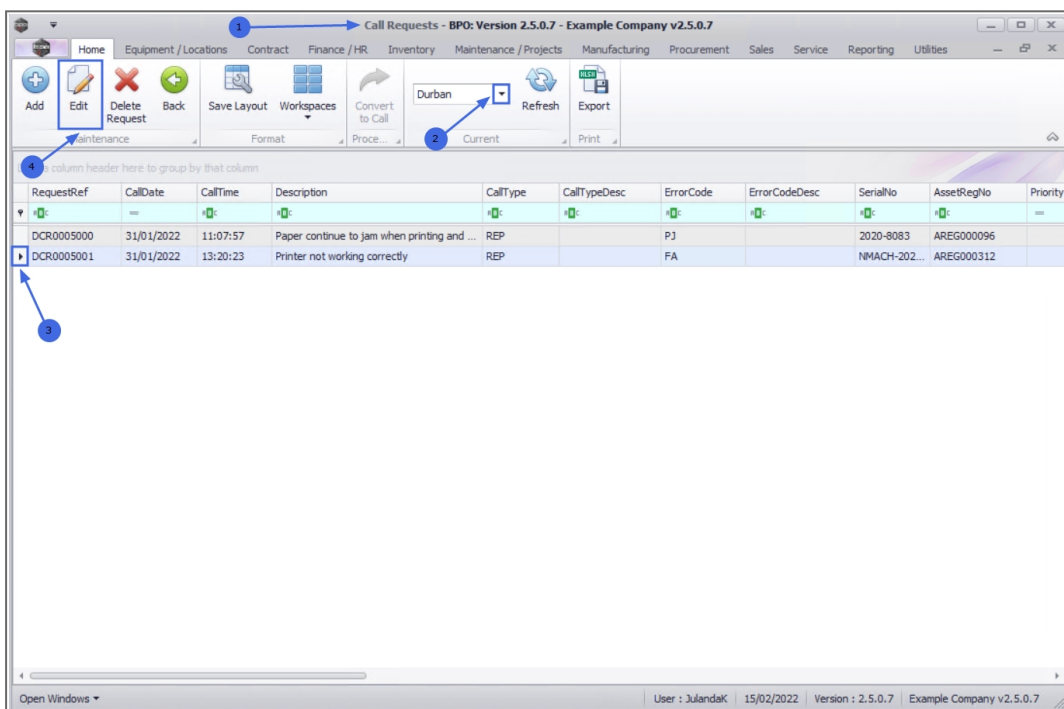 1
Call Requests - BPO: Version 2.5.0.7 - Example Company v2.5.0.7
Home Equipment / Locations Contract Finance / HR Inventory Maintenance / Projects Manufacturing Procurement Sales Service Reporting Utilities
Add Edit Delete Request Back Save Layout Workspaces Convert to Call Durban Refresh Export
4 2
Format Proce... Current Print
a column header here to group by that column
RequestRef CallDate CallTime Description CallType CallTypeDesc ErrorCode ErrorCodeDesc SerialNo AssetRegNo Priority
DCR0005000 31/01/2022 11:07:57 Paper continue to jam when printing and ... REP PJ 2020-8083 AREG000096
DCR0005001 31/01/2022 13:20:23 Printer not working correctly REP FA NMACH-202... AREG000312
3
Open Windows User : JulandaK 15/02/2022 Version : 2.5.0.7 Example Company v2.5.0.7